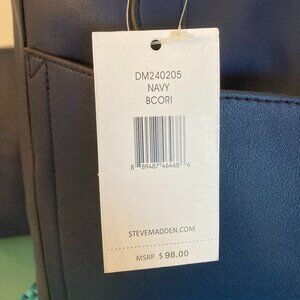 DM240205
NAVY
BCORI
8 89487 46468 6
STEVEMADDEN.COM
MSRP $ 98.00